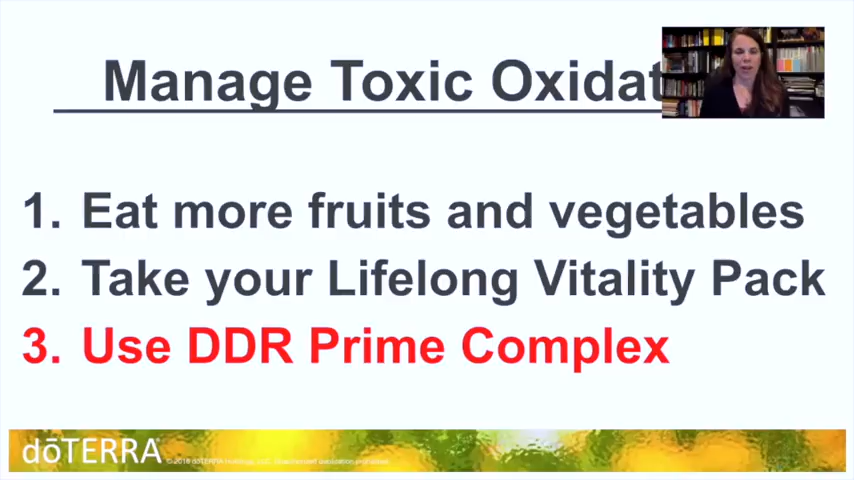 Manage Toxic Oxidat
1. Eat more fruits and vegetables
2. Take your Lifelong Vitality Pack
3. Use DDR Prime Complex
dōTERRA